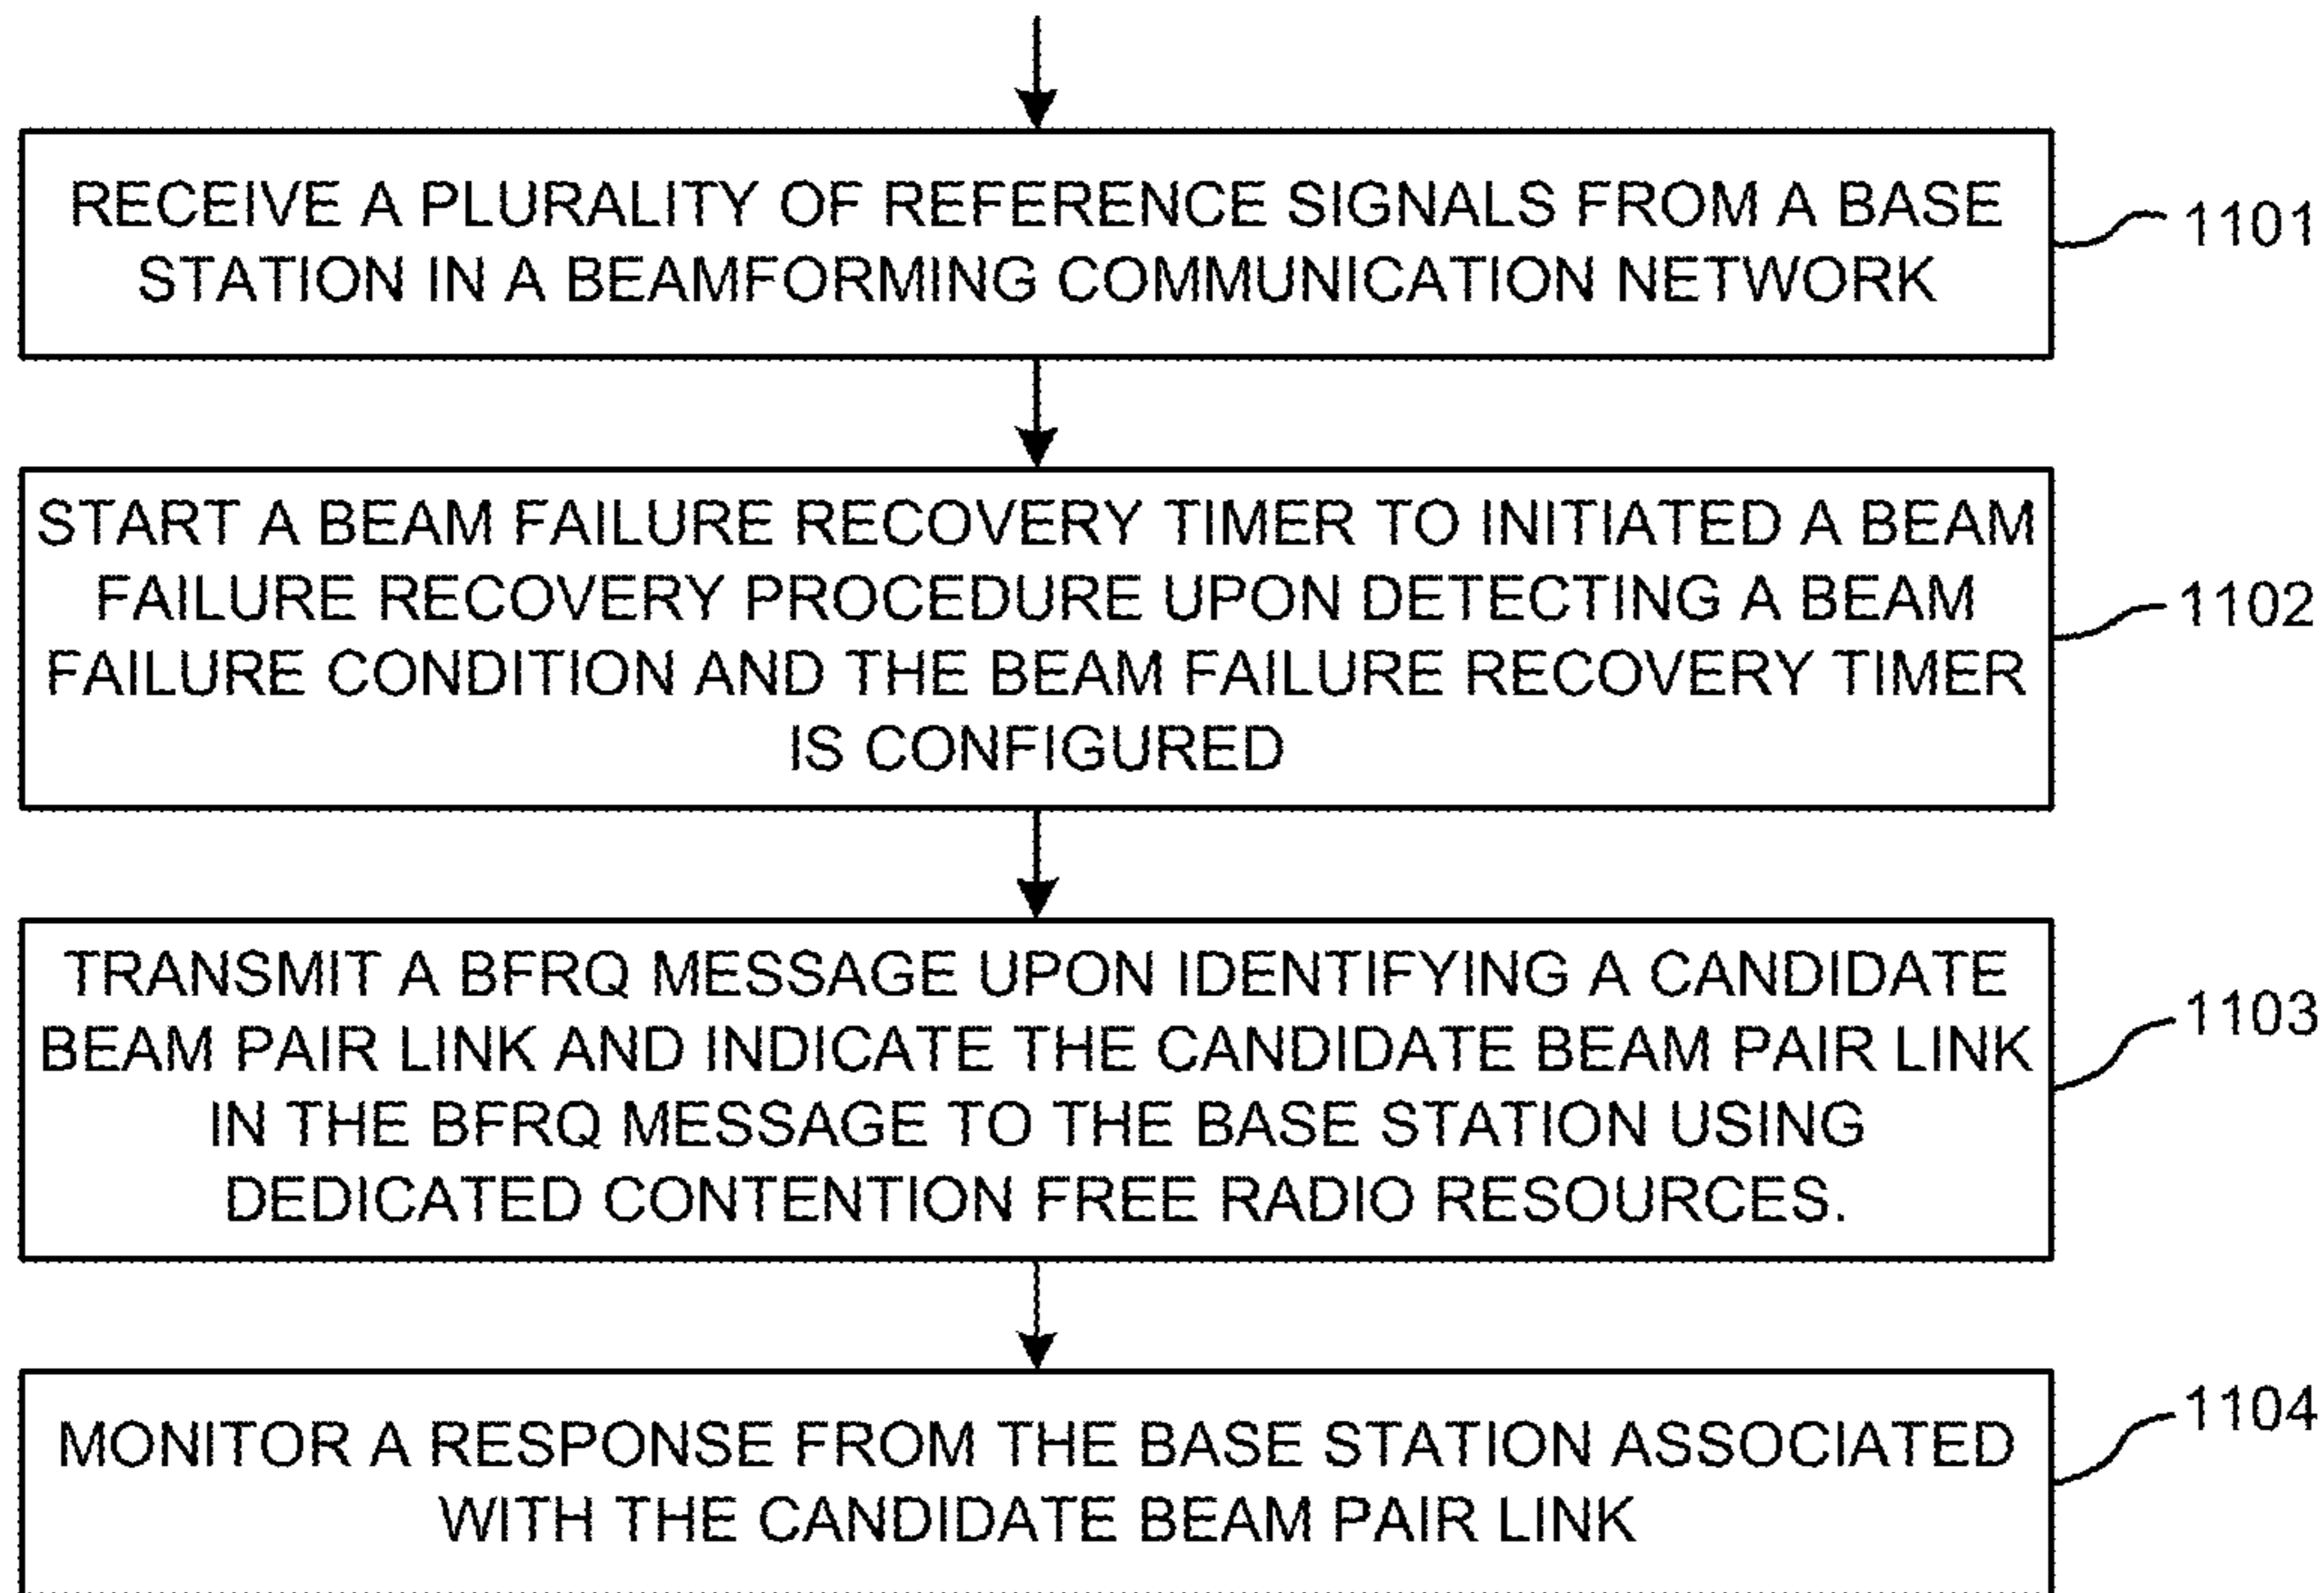 RECEIVE A PLURALITY OF REFERENCE SIGNALS FROM A BASE
STATION IN A BEAMFORMING COMMUNICATION NETWORK
1101
START A BEAM FAILURE RECOVERY TIMER TO INITIATED A BEAM
FAILURE RECOVERY PROCEDURE UPON DETECTING A BEAM
FAILURE CONDITION AND THE BEAM FAILURE RECOVERY TIMER
IS CONFIGURED
1102
TRANSMIT A BFRQ MESSAGE UPON IDENTIFYING A CANDIDATE
BEAM PAIR LINK AND INDICATE THE CANDIDATE BEAM PAIR LINK
IN THE BFRQ MESSAGE TO THE BASE STATION USING
DEDICATED CONTENTION FREE RADIO RESOURCES.
1103
MONITOR A RESPONSE FROM THE BASE STATION ASSOCIATED
WITH THE CANDIDATE BEAM PAIR LINK
1104